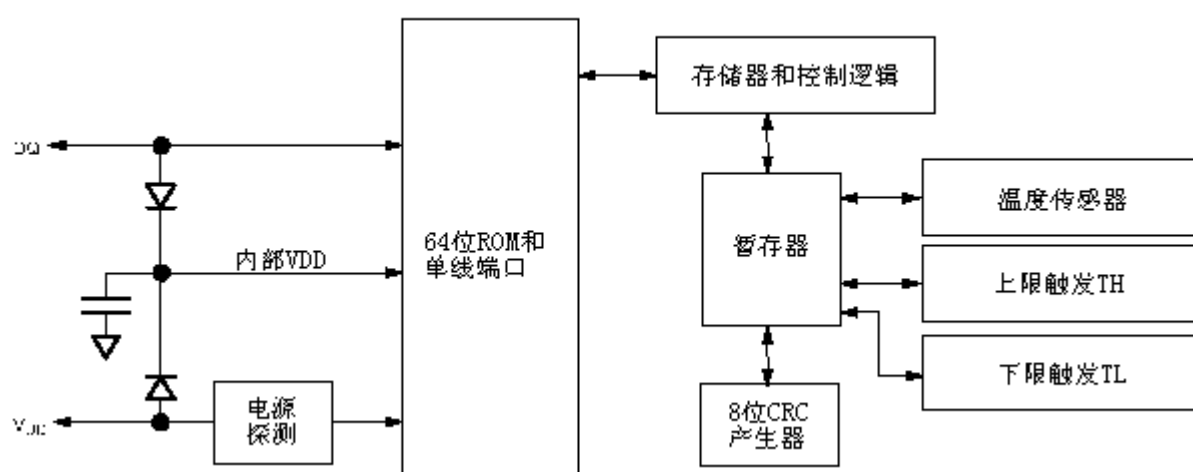 存储器和控制逻辑
DQ
64位ROM和
单线端口
内部VDD
暂存器
温度传感器
上限触发TH
下限触发TL
8位CRC
产生器
电源
探测
VDD